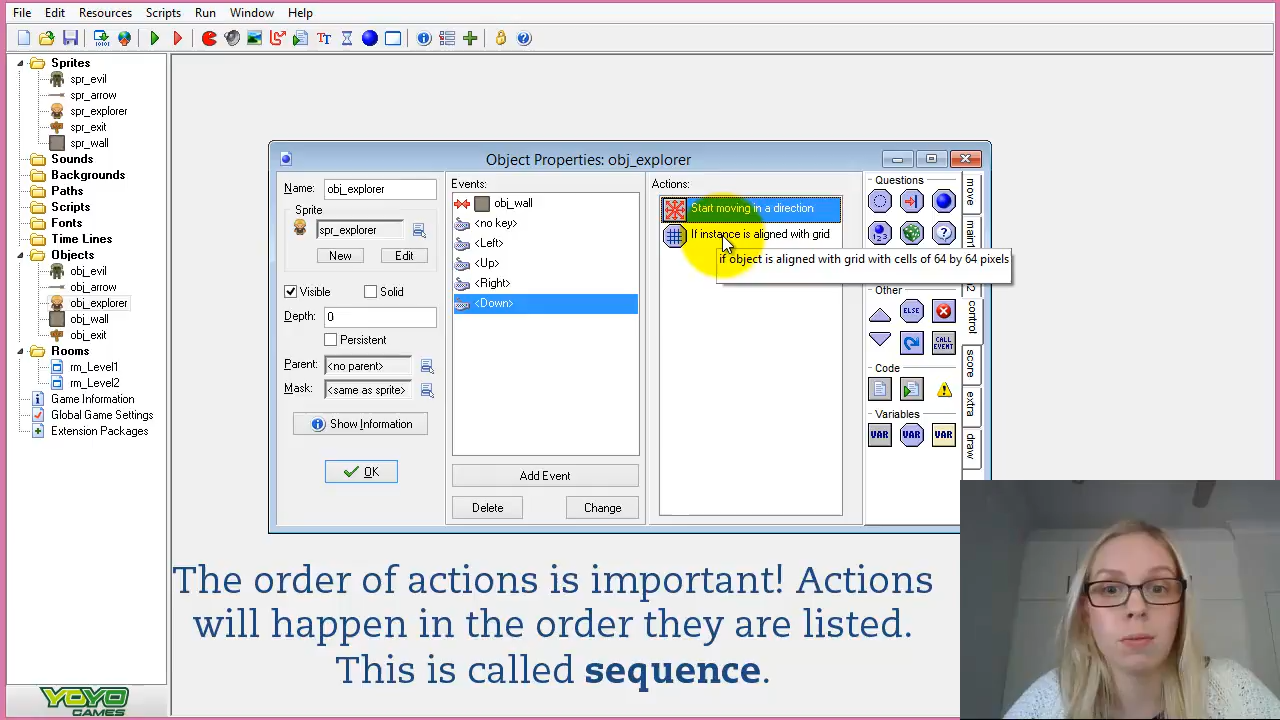 File Edit Resources Scripts Run Window Help
Sprites
spr_evil
spr_arrow
spr_explorer
spr_exit
spr_wall
Sounds
Backgrounds
Paths
Scripts
Fonts
Time Lines
Objects
obj_evil
obj_arrow
obj_explorer
obj_wall
obj_exit
Rooms
rm_Level1
rm_Level2
Game Information
Global Game Settings
Extension Packages
YOYO
GAMES
Object Properties: obj_explorer
Name: obj_explorer
Sprite
spr_explorer
New Edit
Visible Solid
Depth: 0
Persistent
Parent: <no parent>
Mask: <same as sprite>
Show Information
OK
Events:
obj_wall
<no key>
<Left>
<Up>
<Right>
<Down>
Add Event
Delete Change
Actions:
Start moving in a direction
If instance is aligned with grid
if object is aligned with grid with cells of 64 by 64 pixels
Questions
Other
ELSE
CALL
EVENT
Code
Variables
VAR VAR VAR
move
control
score
extra
draw
The order of actions is important! Actions
will happen in the order they are listed.
This is called sequence.